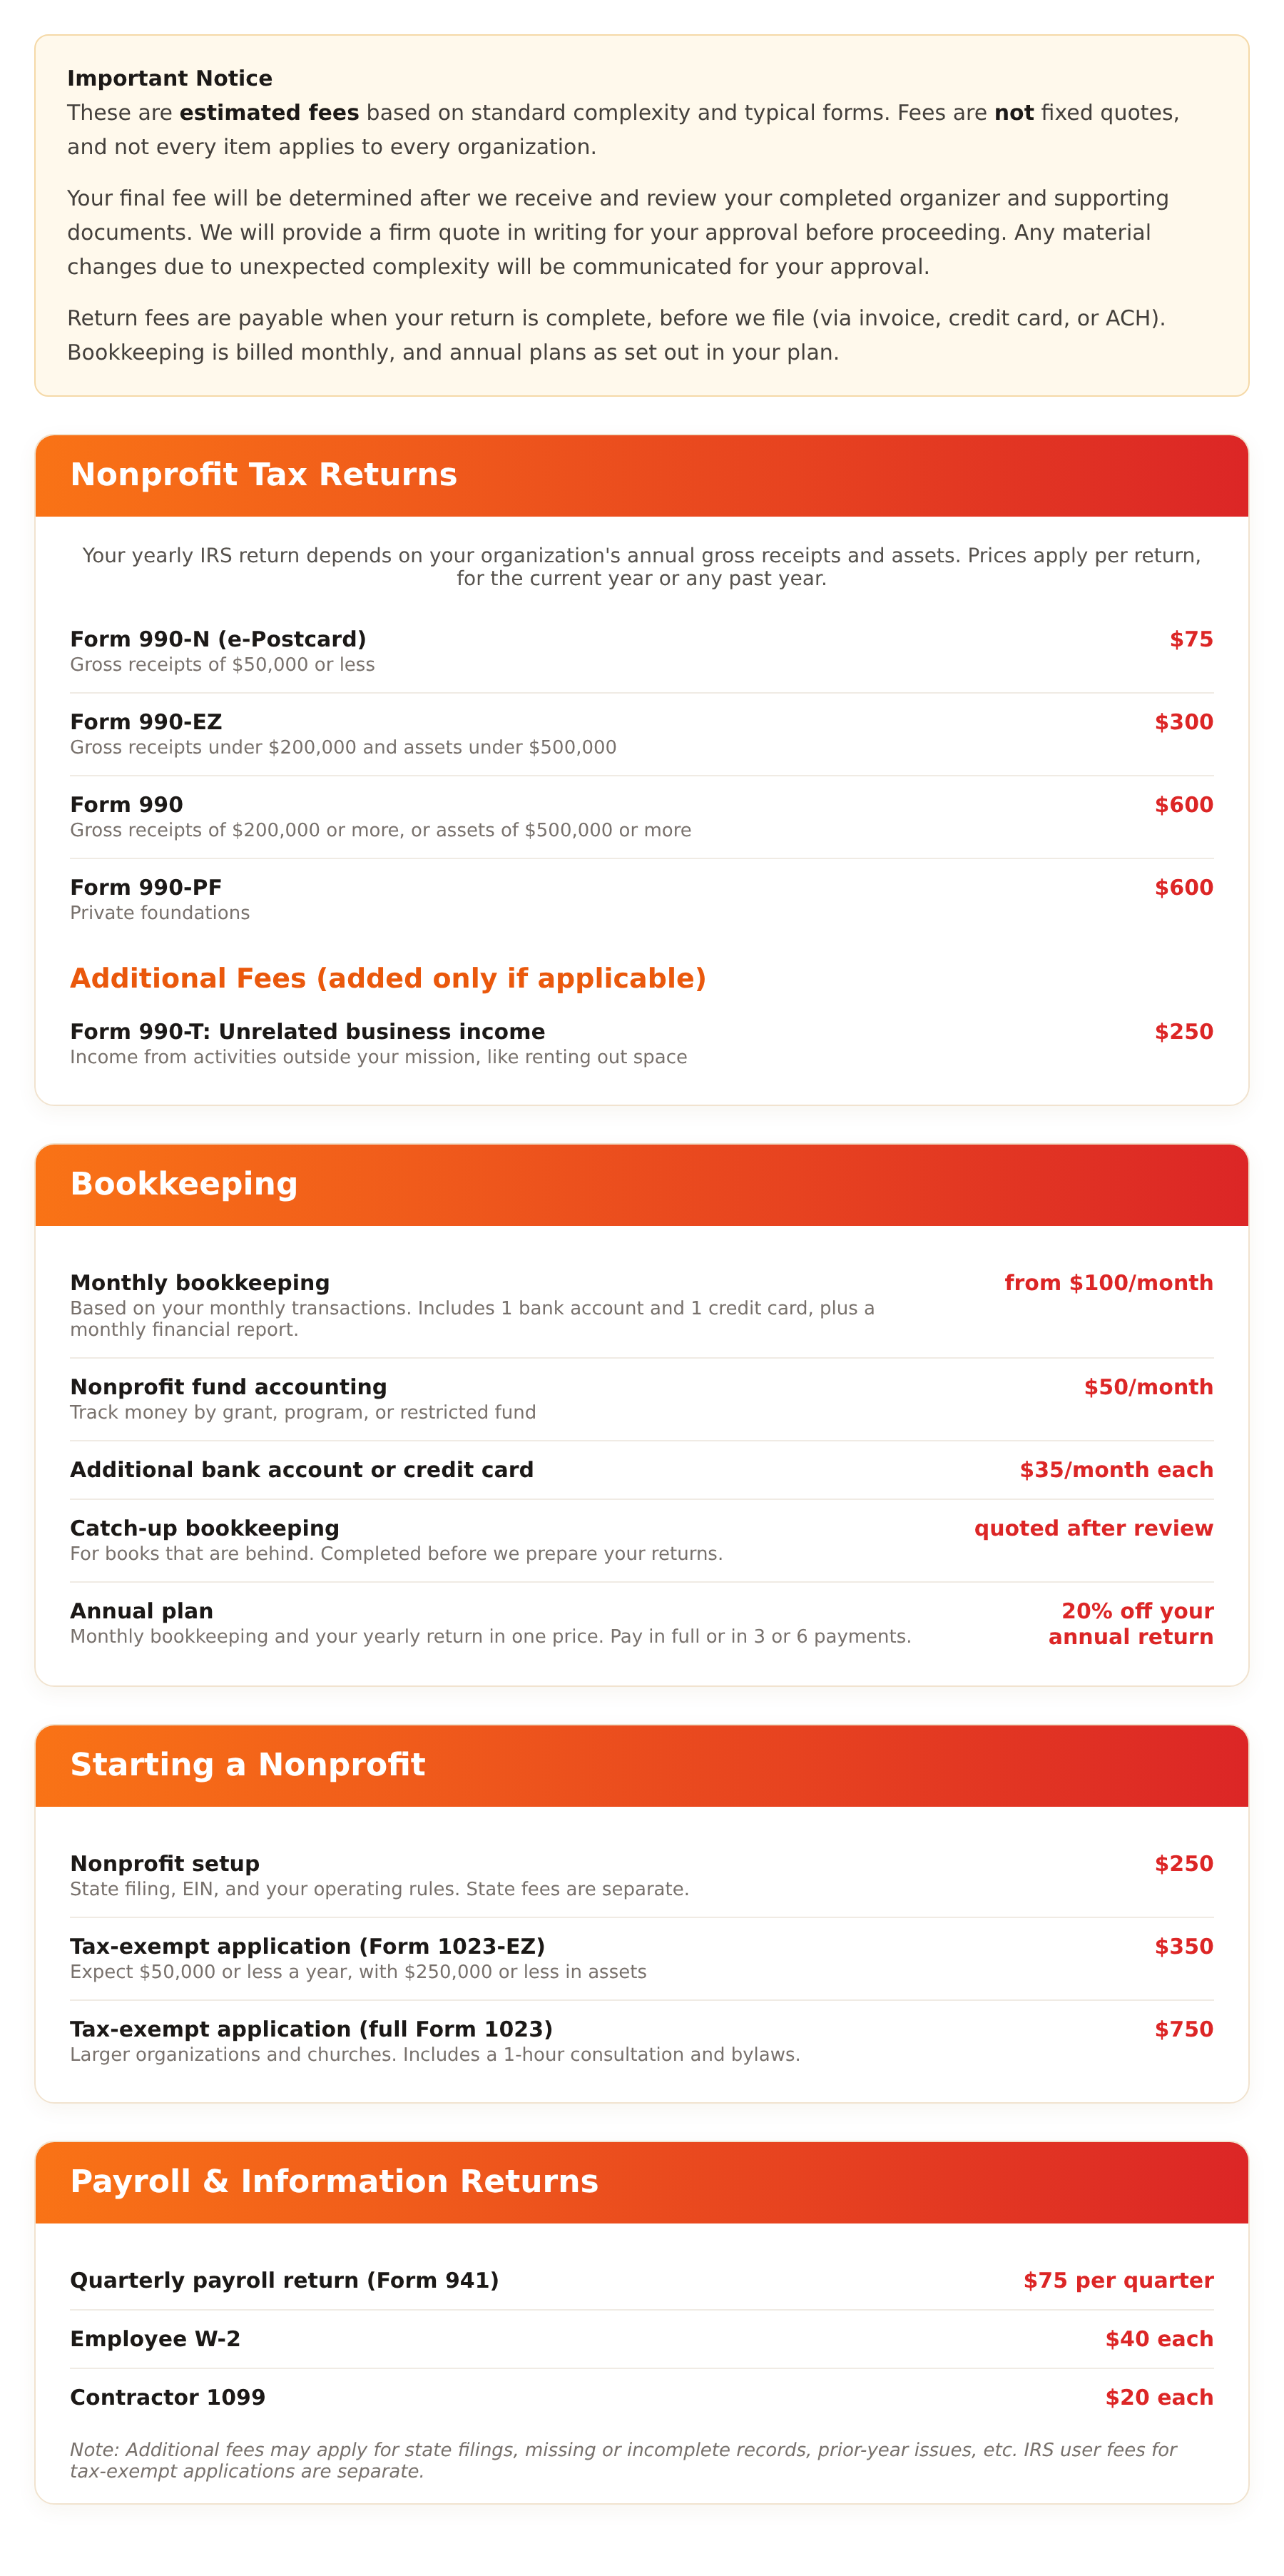 Important Notice
These are estimated fees based on standard complexity and typical forms. Fees are not fixed quotes,
and not every item applies to every organization.
Your final fee will be determined after we receive and review your completed organizer and supporting
documents. We will provide a firm quote in writing for your approval before proceeding. Any material
changes due to unexpected complexity will be communicated for your approval.
Return fees are payable when your return is complete, before we file (via invoice, credit card, or ACH).
Bookkeeping is billed monthly, and annual plans as set out in your plan.
Nonprofit Tax Returns
Your yearly IRS return depends on your organization's annual gross receipts and assets. Prices apply per return,
for the current year or any past year.
Form 990-N (e-Postcard) $75
Gross receipts of $50,000 or less
Form 990-EZ $300
Gross receipts under $200,000 and assets under $500,000
Form 990 $600
Gross receipts of $200,000 or more, or assets of $500,000 or more
Form 990-PF $600
Private foundations
Additional Fees (added only if applicable)
Form 990-T: Unrelated business income $250
Income from activities outside your mission, like renting out space
Bookkeeping
Monthly bookkeeping from $100/month
Based on your monthly transactions. Includes 1 bank account and 1 credit card, plus a
monthly financial report.
Nonprofit fund accounting $50/month
Track money by grant, program, or restricted fund
Additional bank account or credit card $35/month each
Catch-up bookkeeping quoted after review
For books that are behind. Completed before we prepare your returns.
Annual plan 20% off your
Monthly bookkeeping and your yearly return in one price. Pay in full or in 3 or 6 payments. annual return
Starting a Nonprofit
Nonprofit setup $250
State filing, EIN, and your operating rules. State fees are separate.
Tax-exempt application (Form 1023-EZ) $350
Expect $50,000 or less a year, with $250,000 or less in assets
Tax-exempt application (full Form 1023) $750
Larger organizations and churches. Includes a 1-hour consultation and bylaws.
Payroll & Information Returns
Quarterly payroll return (Form 941) $75 per quarter
Employee W-2 $40 each
Contractor 1099 $20 each
Note: Additional fees may apply for state filings, missing or incomplete records, prior-year issues, etc. IRS user fees for
tax-exempt applications are separate.